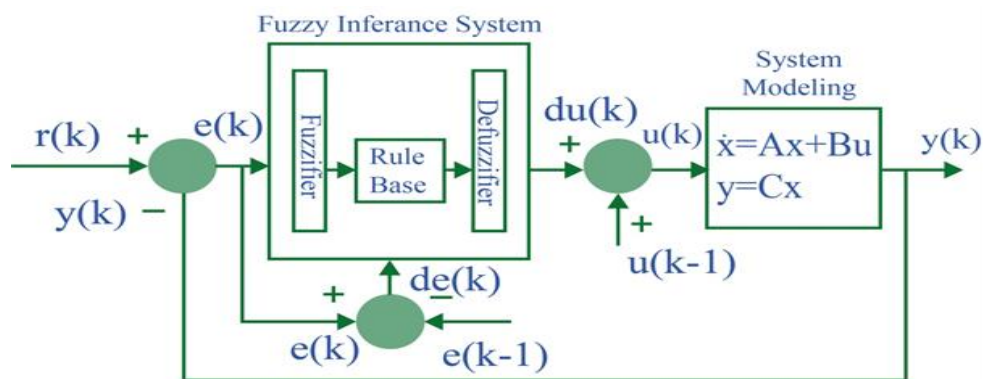 Fuzzy Inferance System
System
Modeling
r(k)
+
e(k)
Fuzzifier
Rule
Base
Defuzzifier
du(k)
+
u(k)
ẋ=Ax+Bu
y=Cx
y(k)
y(k)
−
+
u(k-1)
de(k)
+
−
e(k)
e(k-1)